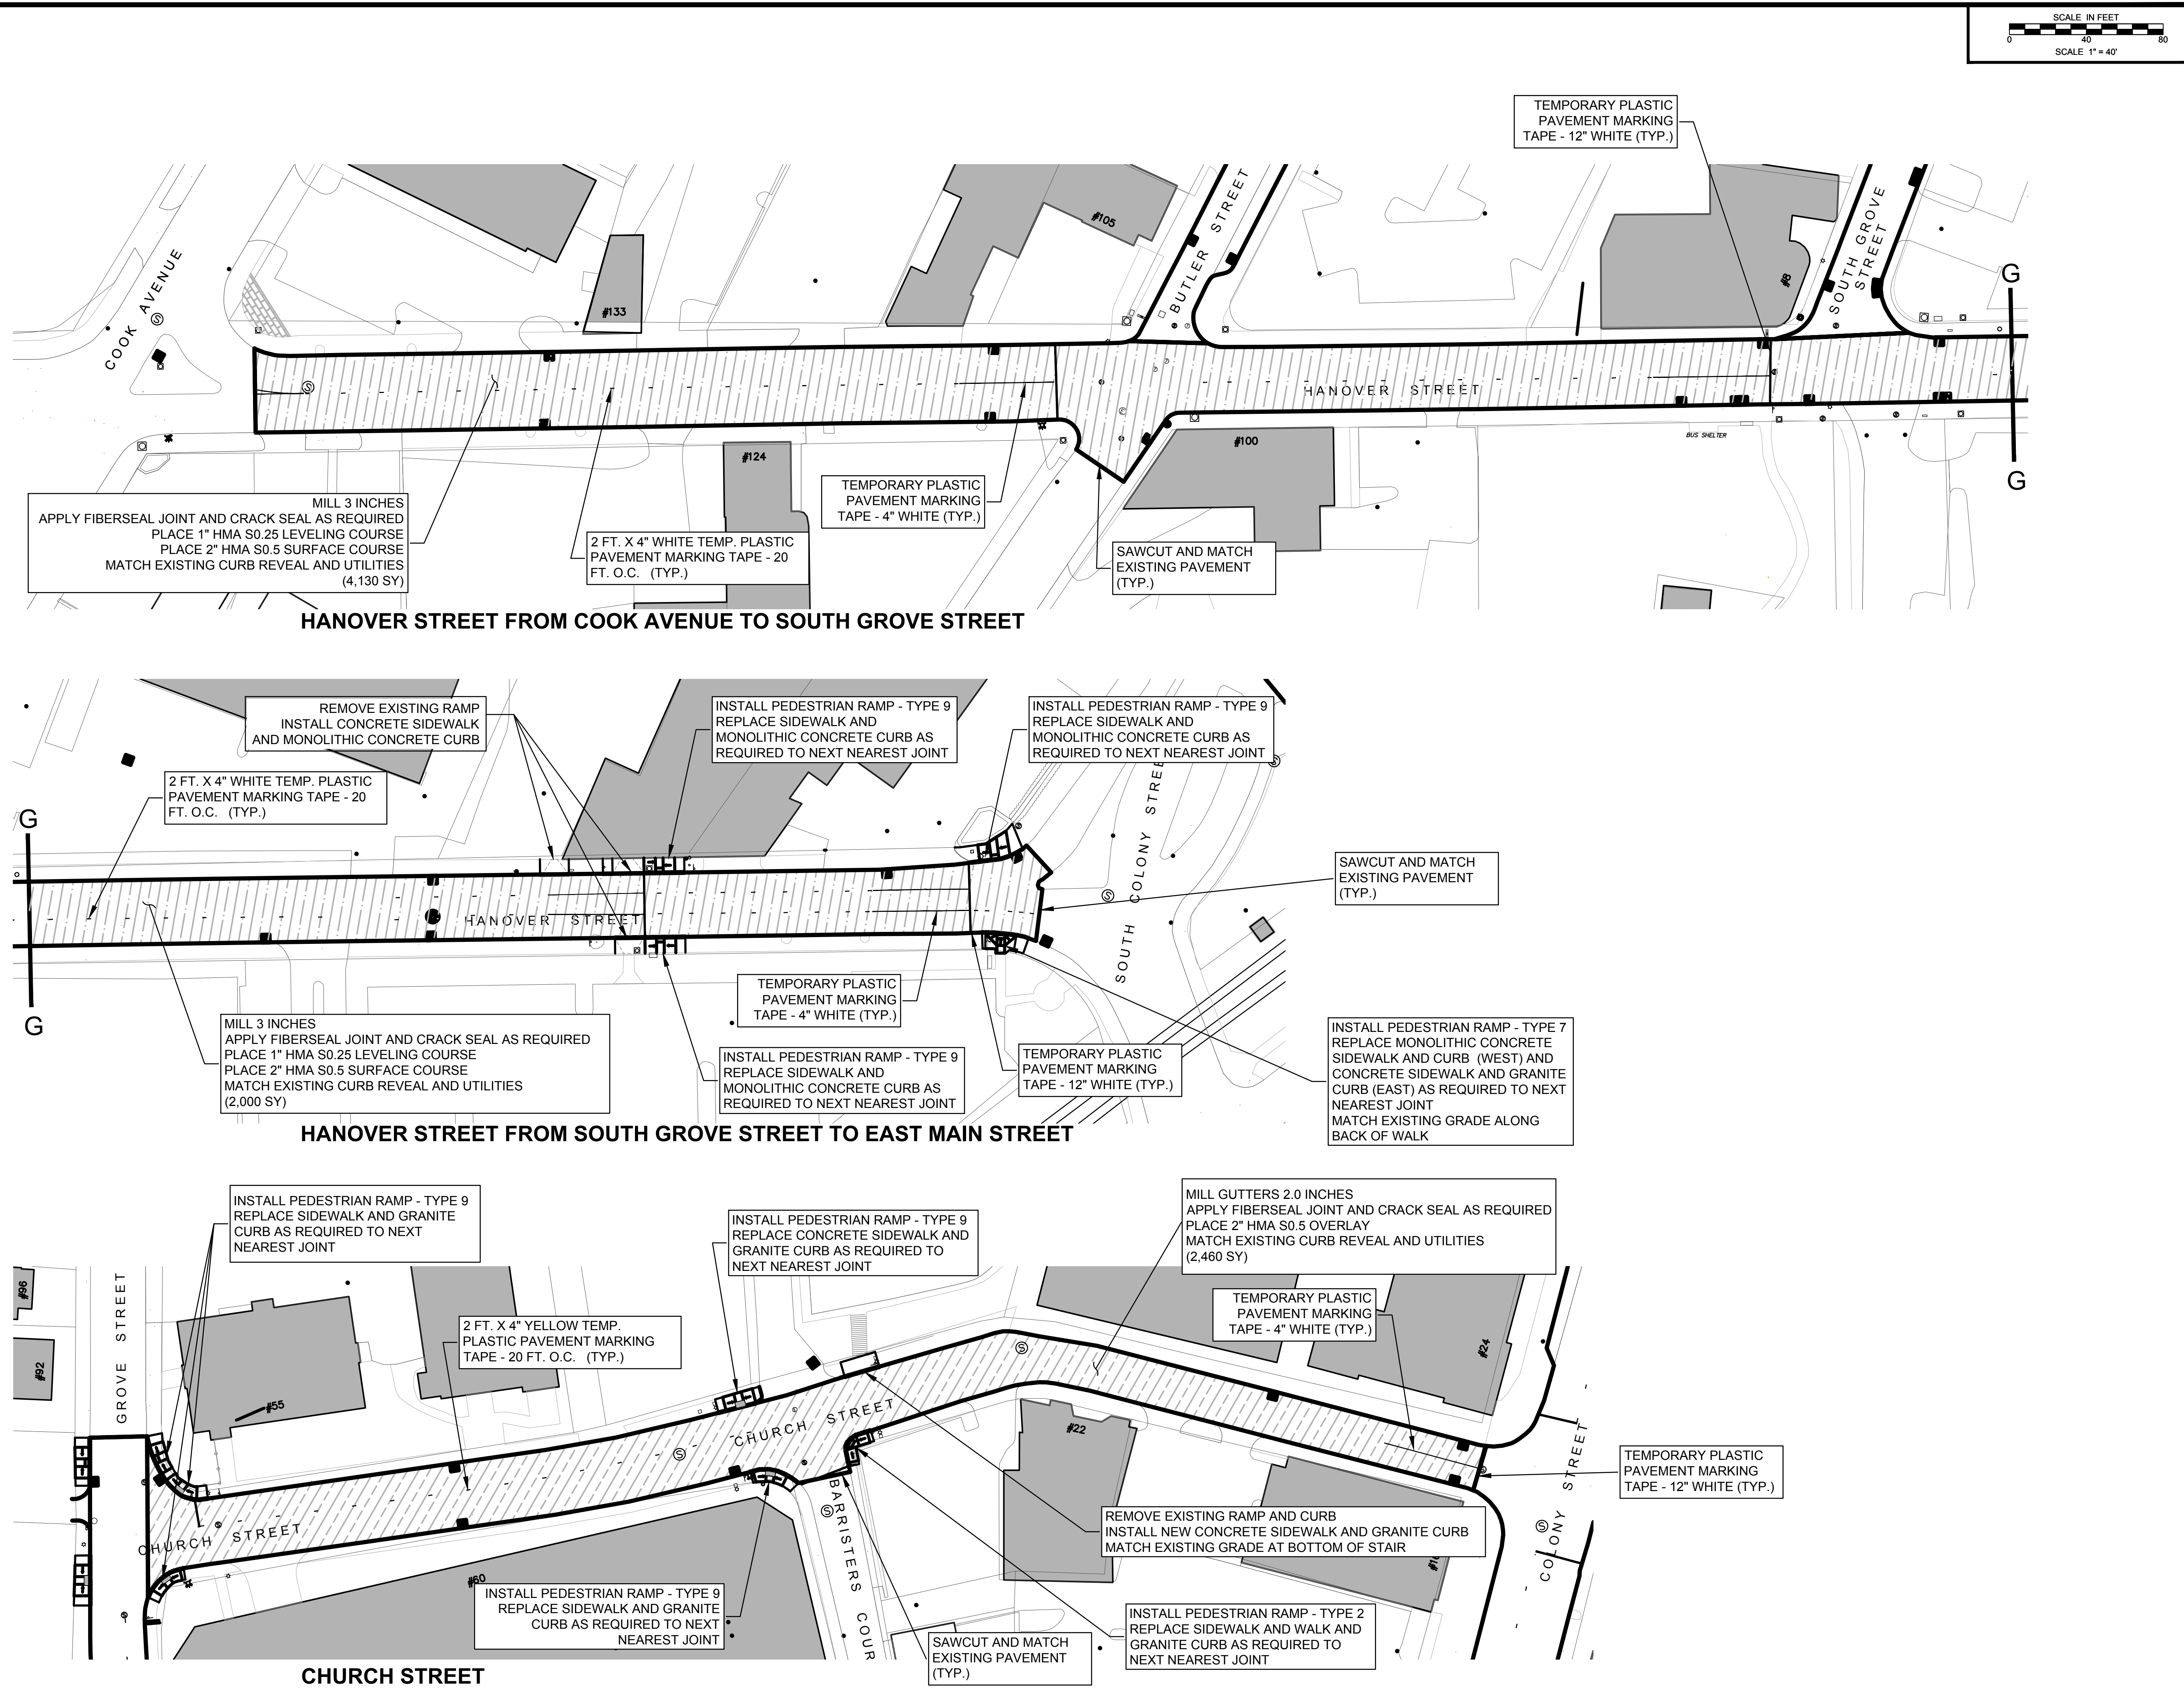 SCALE IN FEET
0 40 80
SCALE 1" = 40'
TEMPORARY PLASTIC
PAVEMENT MARKING
TAPE - 12" WHITE (TYP.)
COOK AVENUE
#133
#105
BUTLER STREET
#8
SOUTH GROVE
STREET
G
HANOVER STREET
#124
#100
BUS SHELTER
G
MILL 3 INCHES
APPLY FIBERSEAL JOINT AND CRACK SEAL AS REQUIRED
PLACE 1" HMA S0.25 LEVELING COURSE
PLACE 2" HMA S0.5 SURFACE COURSE
MATCH EXISTING CURB REVEAL AND UTILITIES
(4,130 SY)
2 FT. X 4" WHITE TEMP. PLASTIC
PAVEMENT MARKING TAPE - 20
FT. O.C. (TYP.)
TEMPORARY PLASTIC
PAVEMENT MARKING
TAPE - 4" WHITE (TYP.)
SAWCUT AND MATCH
EXISTING PAVEMENT
(TYP.)
HANOVER STREET FROM COOK AVENUE TO SOUTH GROVE STREET
REMOVE EXISTING RAMP
INSTALL CONCRETE SIDEWALK
AND MONOLITHIC CONCRETE CURB
INSTALL PEDESTRIAN RAMP - TYPE 9
REPLACE SIDEWALK AND
MONOLITHIC CONCRETE CURB AS
REQUIRED TO NEXT NEAREST JOINT
INSTALL PEDESTRIAN RAMP - TYPE 9
REPLACE SIDEWALK AND
MONOLITHIC CONCRETE CURB AS
REQUIRED TO NEXT NEAREST JOINT
2 FT. X 4" WHITE TEMP. PLASTIC
PAVEMENT MARKING TAPE - 20
FT. O.C. (TYP.)
G
HANOVER STREET
SOUTH COLONY STREE
SAWCUT AND MATCH
EXISTING PAVEMENT
(TYP.)
G
MILL 3 INCHES
APPLY FIBERSEAL JOINT AND CRACK SEAL AS REQUIRED
PLACE 1" HMA S0.25 LEVELING COURSE
PLACE 2" HMA S0.5 SURFACE COURSE
MATCH EXISTING CURB REVEAL AND UTILITIES
(2,000 SY)
TEMPORARY PLASTIC
PAVEMENT MARKING
TAPE - 4" WHITE (TYP.)
INSTALL PEDESTRIAN RAMP - TYPE 9
REPLACE SIDEWALK AND
MONOLITHIC CONCRETE CURB AS
REQUIRED TO NEXT NEAREST JOINT
TEMPORARY PLASTIC
PAVEMENT MARKING
TAPE - 12" WHITE (TYP.)
INSTALL PEDESTRIAN RAMP - TYPE 7
REPLACE MONOLITHIC CONCRETE
SIDEWALK AND CURB (WEST) AND
CONCRETE SIDEWALK AND GRANITE
CURB (EAST) AS REQUIRED TO NEXT
NEAREST JOINT
MATCH EXISTING GRADE ALONG
BACK OF WALK
HANOVER STREET FROM SOUTH GROVE STREET TO EAST MAIN STREET
INSTALL PEDESTRIAN RAMP - TYPE 9
REPLACE SIDEWALK AND GRANITE
CURB AS REQUIRED TO NEXT
NEAREST JOINT
INSTALL PEDESTRIAN RAMP - TYPE 9
REPLACE CONCRETE SIDEWALK AND
GRANITE CURB AS REQUIRED TO
NEXT NEAREST JOINT
MILL GUTTERS 2.0 INCHES
APPLY FIBERSEAL JOINT AND CRACK SEAL AS REQUIRED
PLACE 2" HMA S0.5 OVERLAY
MATCH EXISTING CURB REVEAL AND UTILITIES
(2,460 SY)
2 FT. X 4" YELLOW TEMP.
PLASTIC PAVEMENT MARKING
TAPE - 20 FT. O.C. (TYP.)
TEMPORARY PLASTIC
PAVEMENT MARKING
TAPE - 4" WHITE (TYP.)
#96
#92
GROVE STREET
#55
#24
#22
CHURCH STREET
CHURCH STREET
#60
BARRISTERS COUR
COLONY STREET
TEMPORARY PLASTIC
PAVEMENT MARKING
TAPE - 12" WHITE (TYP.)
REMOVE EXISTING RAMP AND CURB
INSTALL NEW CONCRETE SIDEWALK AND GRANITE CURB
MATCH EXISTING GRADE AT BOTTOM OF STAIR
INSTALL PEDESTRIAN RAMP - TYPE 9
REPLACE SIDEWALK AND GRANITE
CURB AS REQUIRED TO NEXT
NEAREST JOINT
SAWCUT AND MATCH
EXISTING PAVEMENT
(TYP.)
INSTALL PEDESTRIAN RAMP - TYPE 2
REPLACE SIDEWALK AND WALK AND
GRANITE CURB AS REQUIRED TO
NEXT NEAREST JOINT
CHURCH STREET